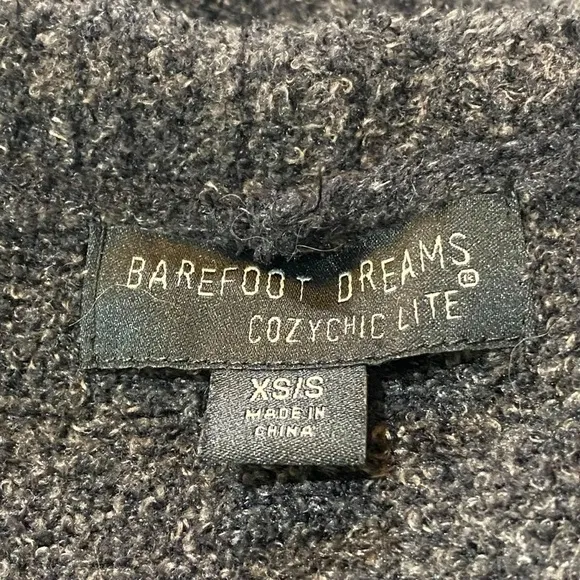 BAREFOOT DREAMS
COZYCHIC LITE®
XS/S
MADE IN
CHINA